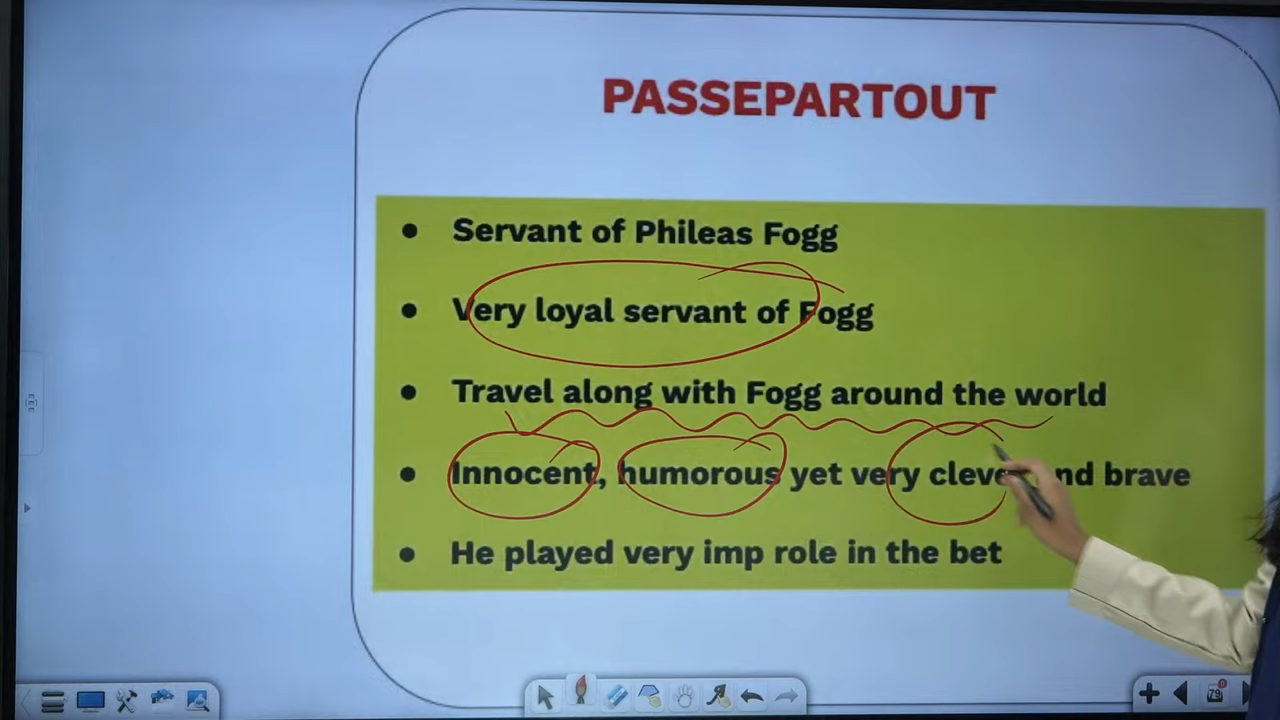 PASSEPARTOUT
• Servant of Phileas Fogg
• Very loyal servant of Fogg
• Travel along with Fogg around the world
• Innocent, humorous yet very clever and brave
• He played very imp role in the bet
79